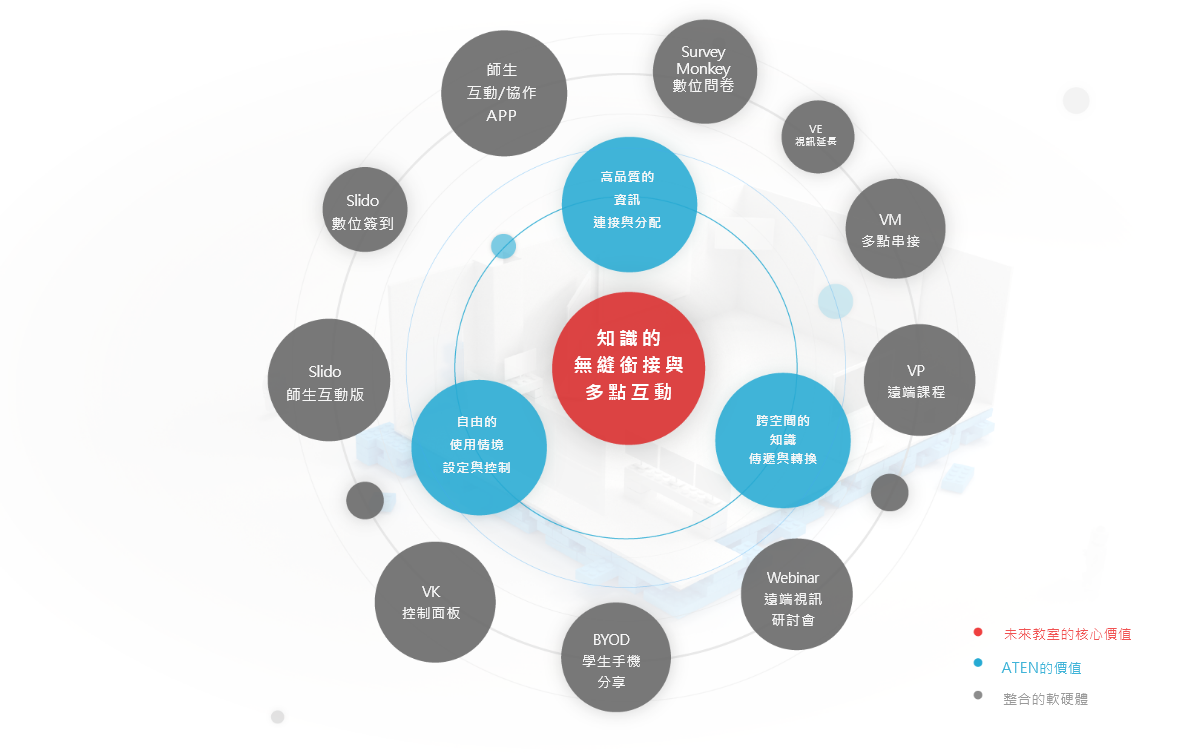 師生
互動/協作
APP
Survey
Monkey
數位問卷
VE
視訊延長
Slido
數位簽到
高品質的
資訊
連接與分配
VM
多點串接
知識的
無縫銜接與
多點互動
Slido
師生互動版
VP
遠端課程
自由的
使用情境
設定與控制
跨空間的
知識
傳遞與轉換
VK
控制面板
Webinar
遠端視訊
研討會
BYOD
學生手機
分享
未來教室的核心價值
ATEN的價值
整合的軟硬體